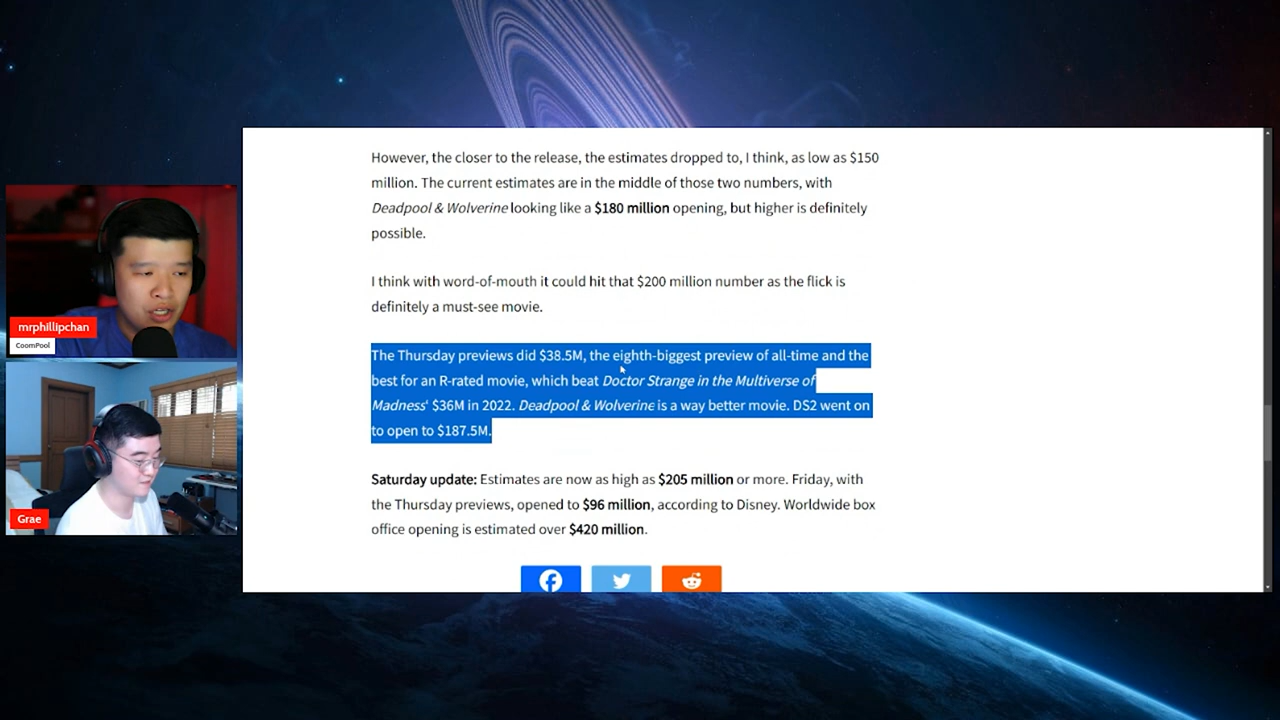 However, the closer to the release, the estimates dropped to, I think, as low as $150
million. The current estimates are in the middle of those two numbers, with
Deadpool & Wolverine looking like a $180 million opening, but higher is definitely
possible.
I think with word-of-mouth it could hit that $200 million number as the flick is
definitely a must-see movie.
The Thursday previews did $38.5M, the eighth-biggest preview of all-time and the
best for an R-rated movie, which beat Doctor Strange in the Multiverse of
Madness' $36M in 2022. Deadpool & Wolverine is a way better movie. DS2 went on
to open to $187.5M.
Saturday update: Estimates are now as high as $205 million or more. Friday, with
the Thursday previews, opened to $96 million, according to Disney. Worldwide box
office opening is estimated over $420 million.
mrphillipchan
CoomPool
Grae